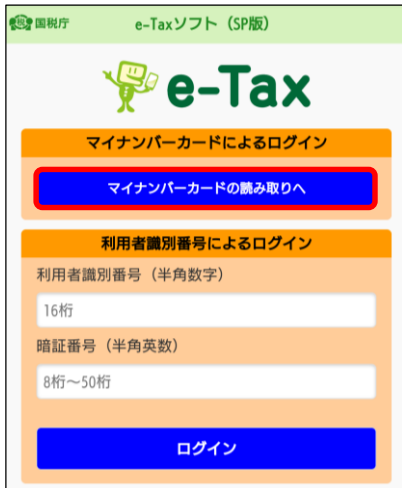 国税庁
e-Taxソフト（SP版）
e-Tax
マイナンバーカードによるログイン
マイナンバーカードの読み取りへ
利用者識別番号によるログイン
利用者識別番号（半角数字）
16桁
暗証番号（半角英数）
8桁～50桁
ログイン